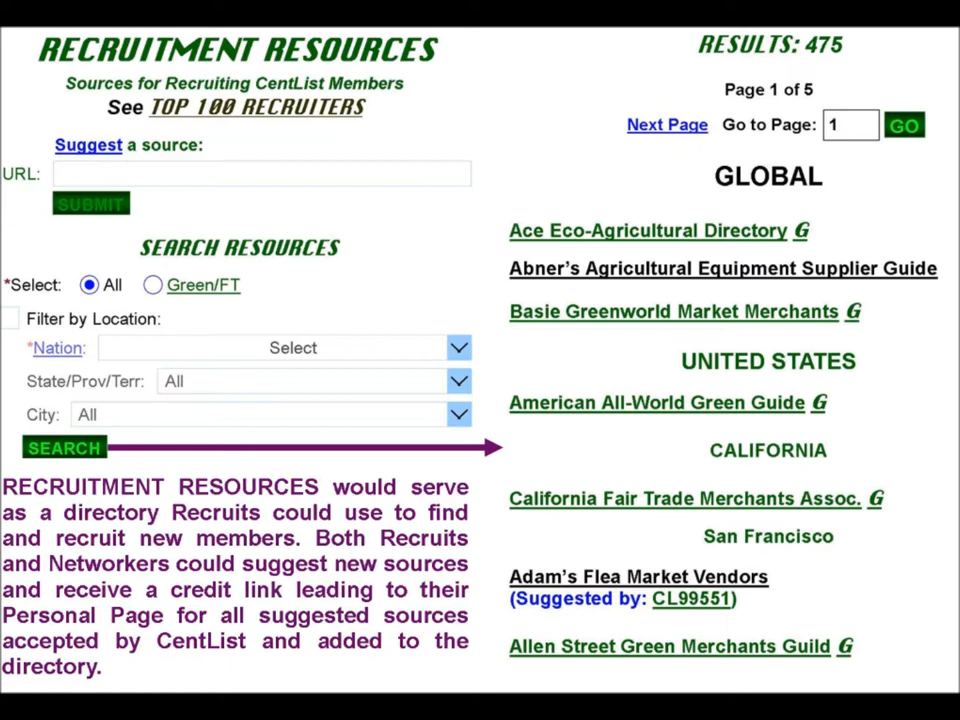 RECRUITMENT RESOURCES
Sources for Recruiting CentList Members
See TOP 100 RECRUITERS
Suggest a source:
URL:
SUBMIT
SEARCH RESOURCES
*Select: All Green/FT
Filter by Location:
*Nation: Select
State/Prov/Terr: All
City: All
SEARCH
RECRUITMENT RESOURCES would serve
as a directory Recruits could use to find
and recruit new members. Both Recruits
and Networkers could suggest new sources
and receive a credit link leading to their
Personal Page for all suggested sources
accepted by CentList and added to the
directory.
RESULTS: 475
Page 1 of 5
Next Page Go to Page: 1 GO
GLOBAL
Ace Eco-Agricultural Directory G
Abner’s Agricultural Equipment Supplier Guide
Basie Greenworld Market Merchants G
UNITED STATES
American All-World Green Guide G
CALIFORNIA
California Fair Trade Merchants Assoc. G
San Francisco
Adam’s Flea Market Vendors
(Suggested by: CL99551)
Allen Street Green Merchants Guild G